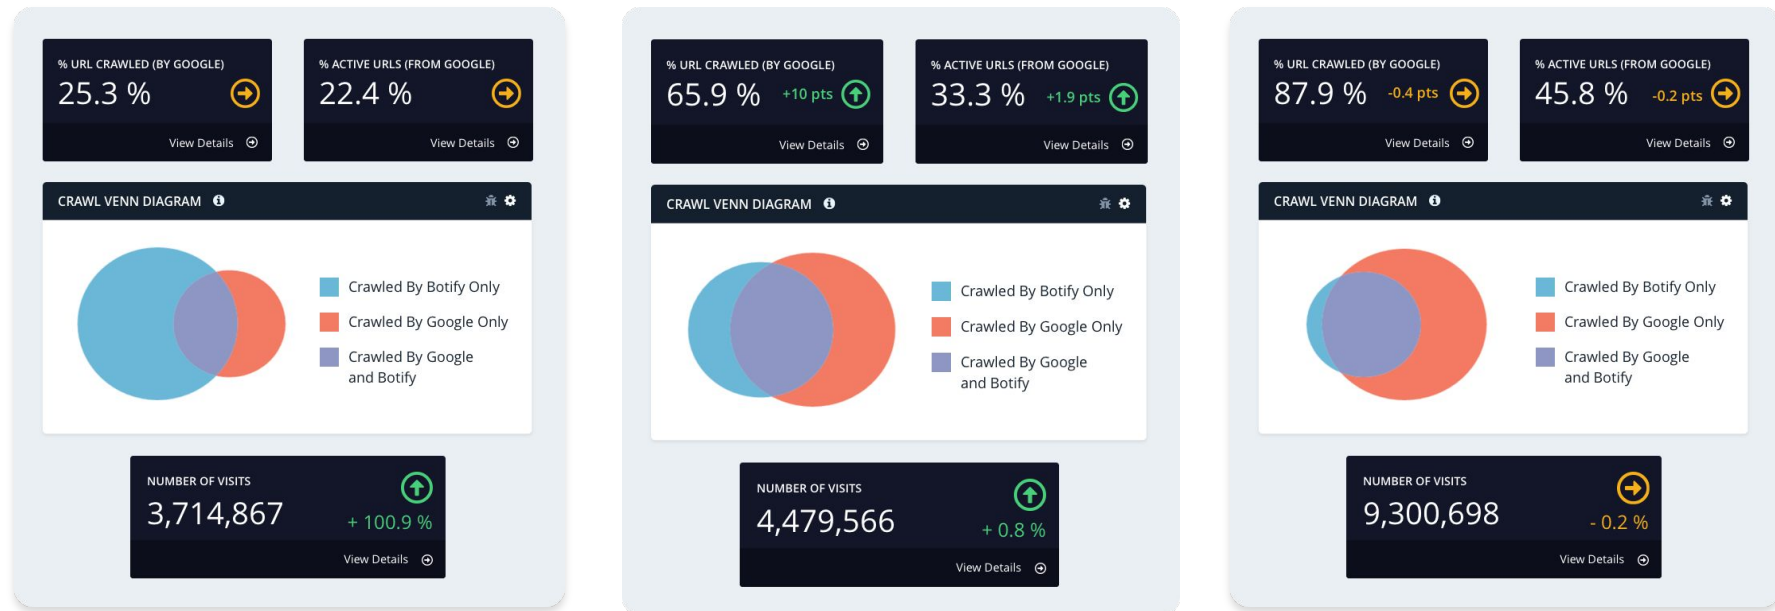 % URL CRAWLED (BY GOOGLE)
25.3 %
View Details
% ACTIVE URLS (FROM GOOGLE)
22.4 %
View Details
CRAWL VENN DIAGRAM
Crawled By Botify Only
Crawled By Google Only
Crawled By Google
and Botify
NUMBER OF VISITS
3,714,867
+ 100.9 %
View Details
% URL CRAWLED (BY GOOGLE)
65.9 %
+10 pts
View Details
% ACTIVE URLS (FROM GOOGLE)
33.3 %
+1.9 pts
View Details
CRAWL VENN DIAGRAM
Crawled By Botify Only
Crawled By Google Only
Crawled By Google
and Botify
NUMBER OF VISITS
4,479,566
+ 0.8 %
View Details
% URL CRAWLED (BY GOOGLE)
87.9 %
-0.4 pts
View Details
% ACTIVE URLS (FROM GOOGLE)
45.8 %
-0.2 pts
View Details
CRAWL VENN DIAGRAM
Crawled By Botify Only
Crawled By Google Only
Crawled By Google
and Botify
NUMBER OF VISITS
9,300,698
- 0.2 %
View Details